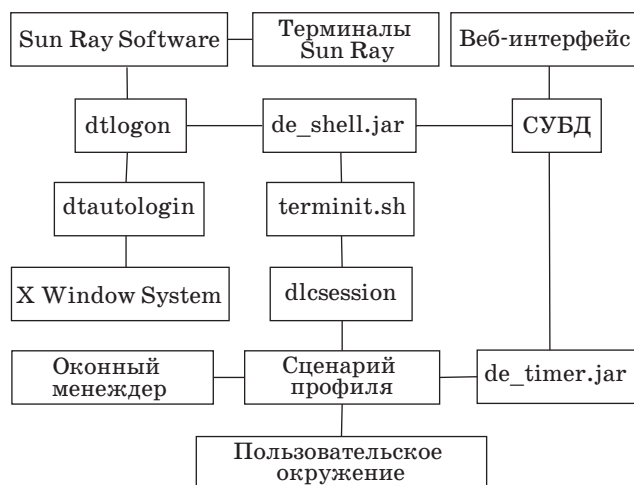 Sun Ray Software
Терминалы
Sun Ray
Веб-интерфейс
dtlogon
de_shell.jar
СУБД
dtautologin
terminit.sh
X Window System
dlcsession
Оконный
менеждер
Сценарий
профиля
de_timer.jar
Пользовательское
окружение